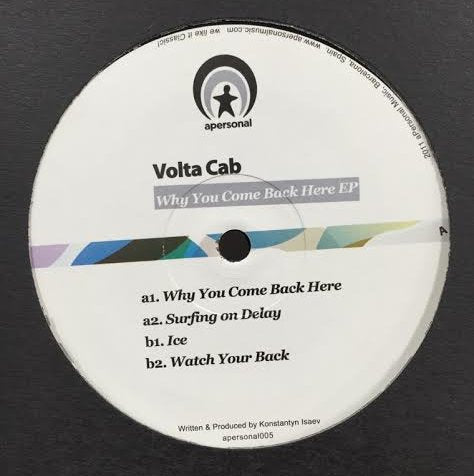 2011 aPersonal Music. Barcelona, Spain. www.apersonalmusic.com .....we like it Classic!
apersonal
Volta Cab
Why You Come Back Here EP
A
a1. Why You Come Back Here
a2. Surfing on Delay
b1. Ice
b2. Watch Your Back
Written & Produced by Konstantyn Isaev
apersonal005